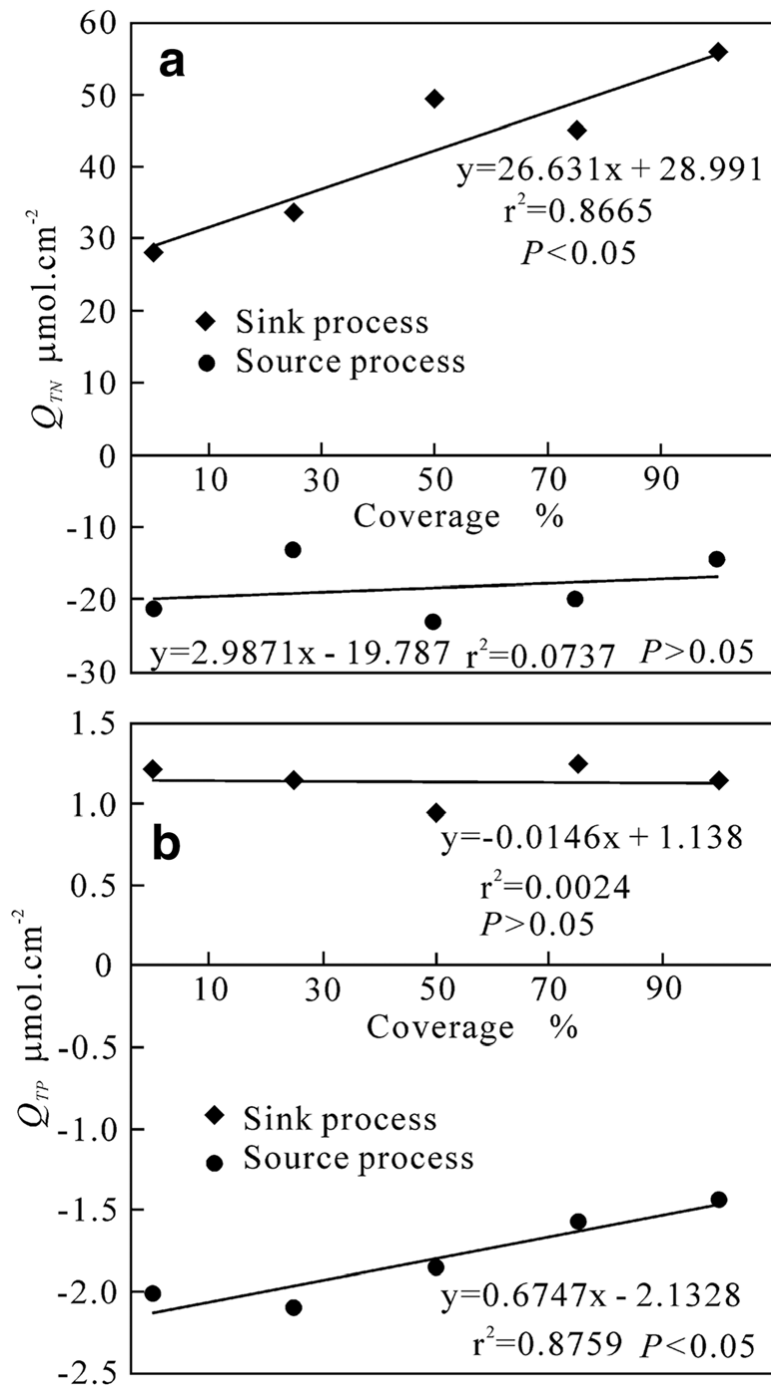 60
a
50
40
y=26.631x + 28.991
r²=0.8665
30
P<0.05
20
Sink process
Source process
10
Q_TN µmol.cm⁻²
0
10 30 50 70 90
Coverage %
-10
-20
y=2.9871x - 19.787 r²=0.0737 P>0.05
-30
1.5
1.0
b
y=-0.0146x + 1.138
r²=0.0024
0.5
P>0.05
0
10 30 50 70 90
Coverage %
Q_TP µmol.cm⁻²
-0.5
-1.0
Sink process
Source process
-1.5
-2.0
y=0.6747x - 2.1328
r²=0.8759 P<0.05
-2.5